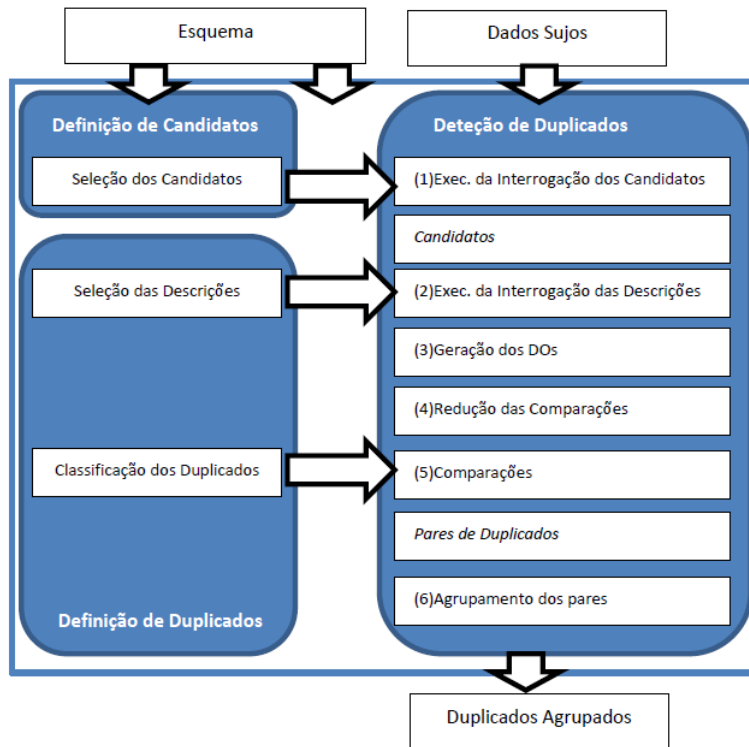 Esquema
Dados Sujos
Definição de Candidatos
Seleção dos Candidatos
Seleção das Descrições
Classificação dos Duplicados
Definição de Duplicados
Deteção de Duplicados
(1)Exec. da Interrogação dos Candidatos
Candidatos
(2)Exec. da Interrogação das Descrições
(3)Geração dos DOs
(4)Redução das Comparações
(5)Comparações
Pares de Duplicados
(6)Agrupamento dos pares
Duplicados Agrupados